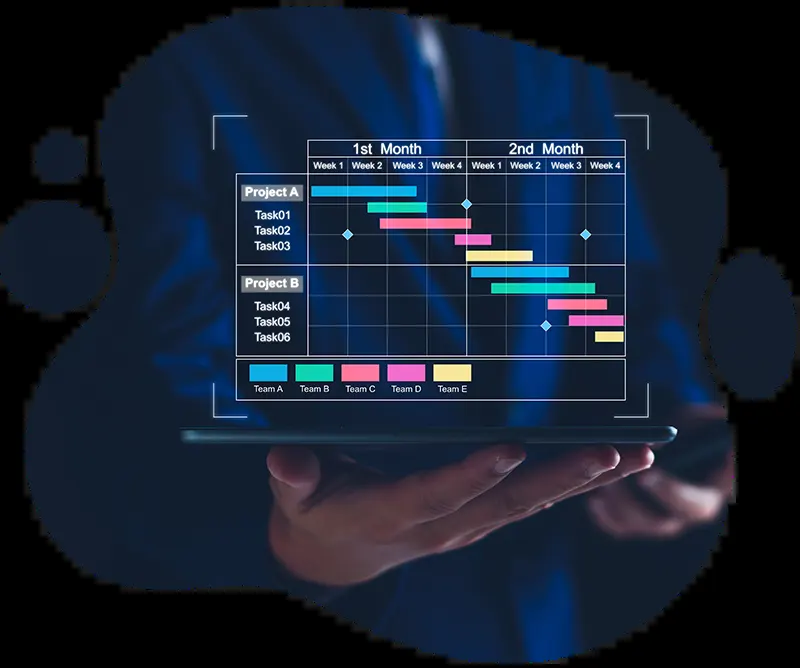 1st Month 2nd Month
Week 1 Week 2 Week 3 Week 4 Week 1 Week 2 Week 3 Week 4
Project A
Task01
Task02
Task03
Project B
Task04
Task05
Task06
Team A Team B Team C Team D Team E